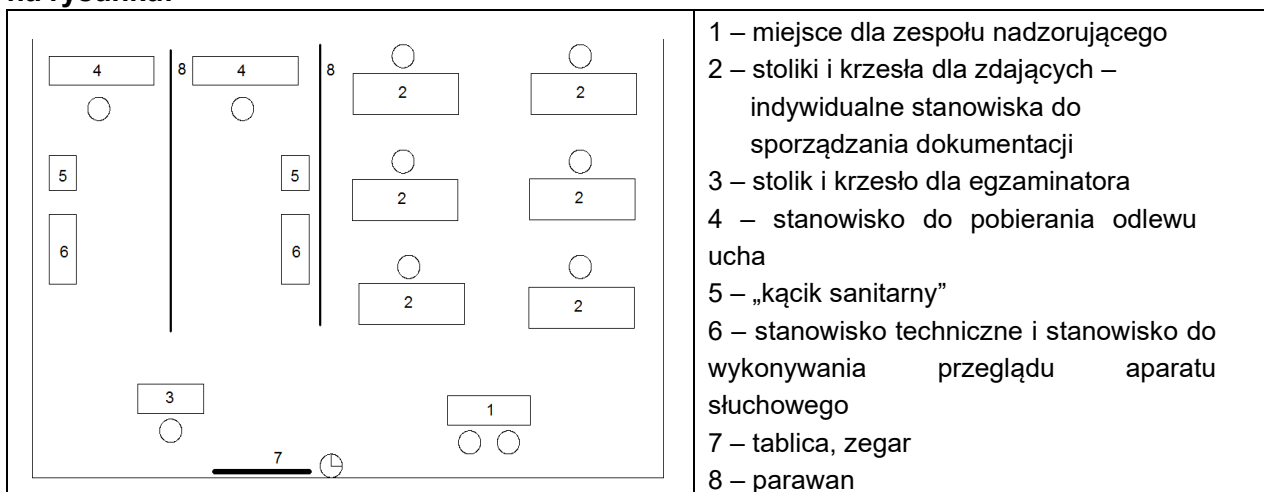 na rysunku.
4
8
4
8
2
2
5
5
2
2
6
6
2
2
3
1
7
1 – miejsce dla zespołu nadzorującego
2 – stoliki i krzesła dla zdających –
indywidualne stanowiska do
sporządzania dokumentacji
3 – stolik i krzesło dla egzaminatora
4 – stanowisko do pobierania odlewu
ucha
5 – „kącik sanitarny”
6 – stanowisko techniczne i stanowisko do
wykonywania przeglądu aparatu
słuchowego
7 – tablica, zegar
8 – parawan